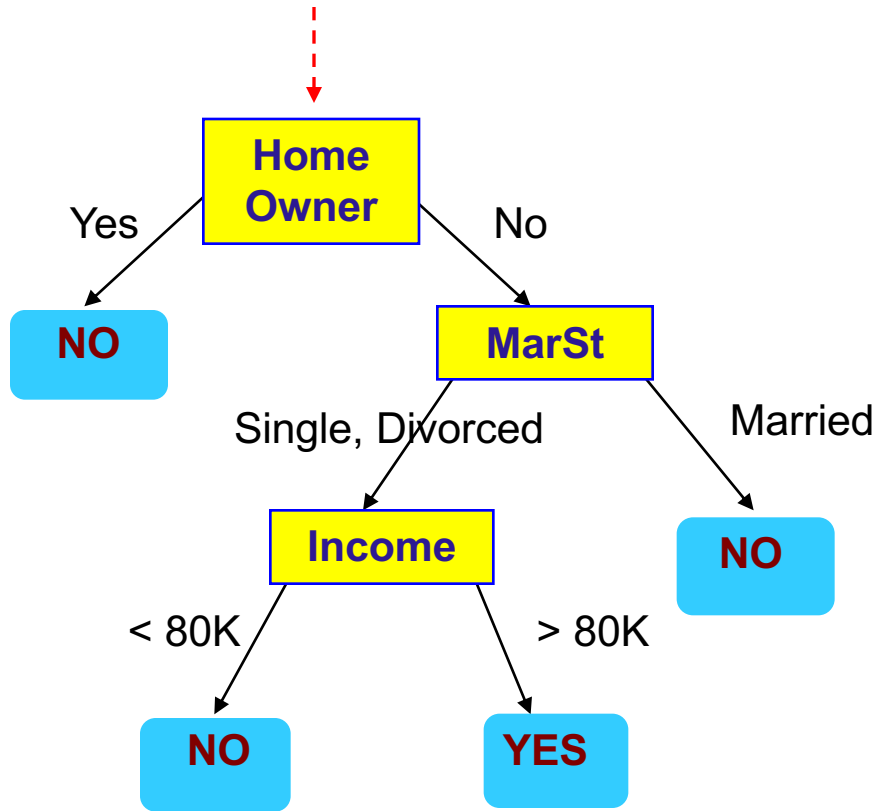 Home
Owner
Yes
No
NO
MarSt
Single, Divorced
Married
Income
NO
< 80K
> 80K
NO
YES